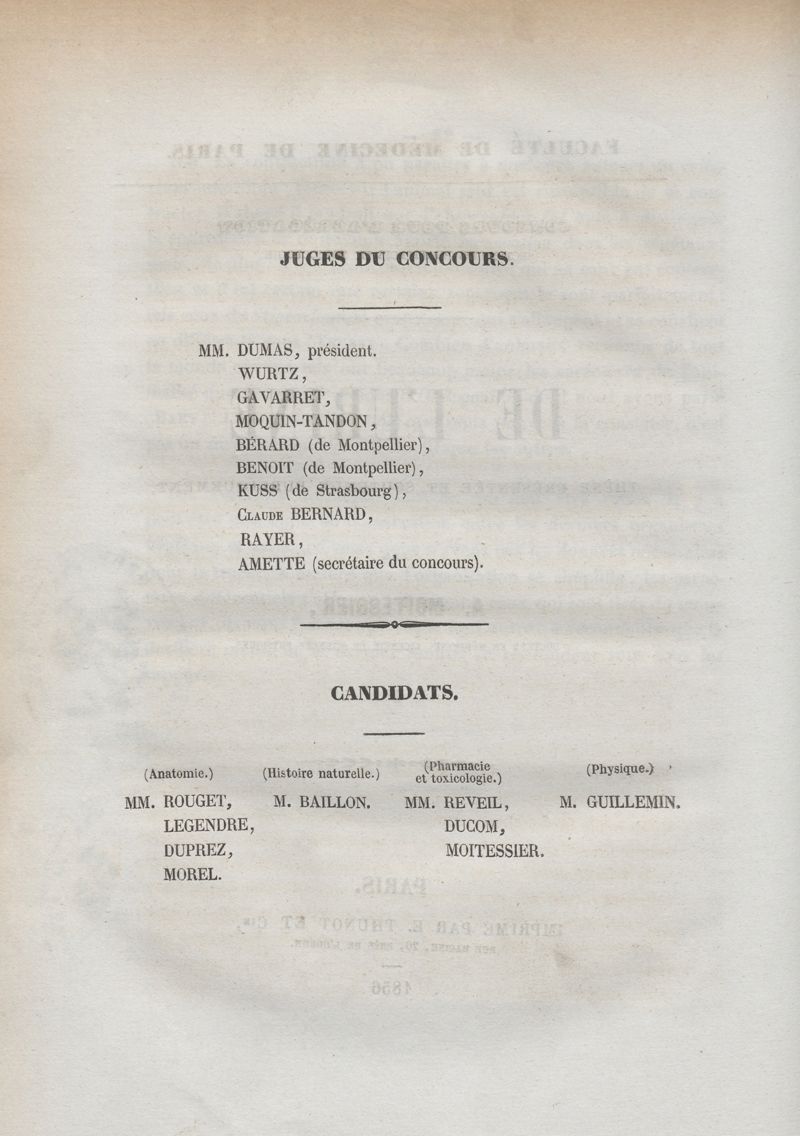 JUGES DU CONCOURS.
MM. DUMAS, président.
WURTZ,
GAVARRET,
MOQUIN-TANDON,
BÉRARD (de Montpellier),
BENOIT (de Montpellier),
KUSS (de Strasbourg),
CLAUDE BERNARD,
RAYER,
AMETTE (secrétaire du concours).
CANDIDATS.
(Anatomie.)
MM. ROUGET,
LEGENDRE,
DUPREZ,
MOREL.
(Histoire naturelle.)
M. BAILLON.
(Pharmacie
et toxicologie.)
MM. REVEIL,
DUCOM,
MOITESSIER.
(Physique.)
M. GUILLEMIN.